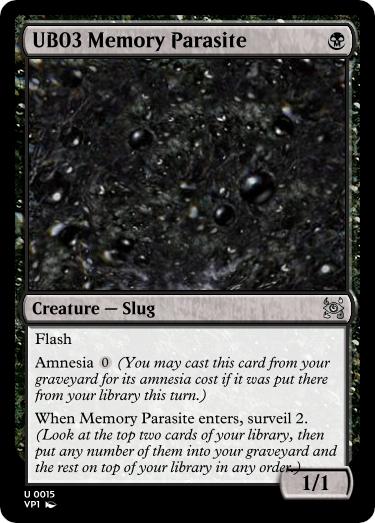 UB03 Memory Parasite
Creature — Slug
Flash
Amnesia 0 (You may cast this card from your
graveyard for its amnesia cost if it was put there
from your library this turn.)
When Memory Parasite enters, surveil 2.
(Look at the top two cards of your library, then
put any number of them into your graveyard and
the rest on top of your library in any order.)
1/1
U 0015
VP1